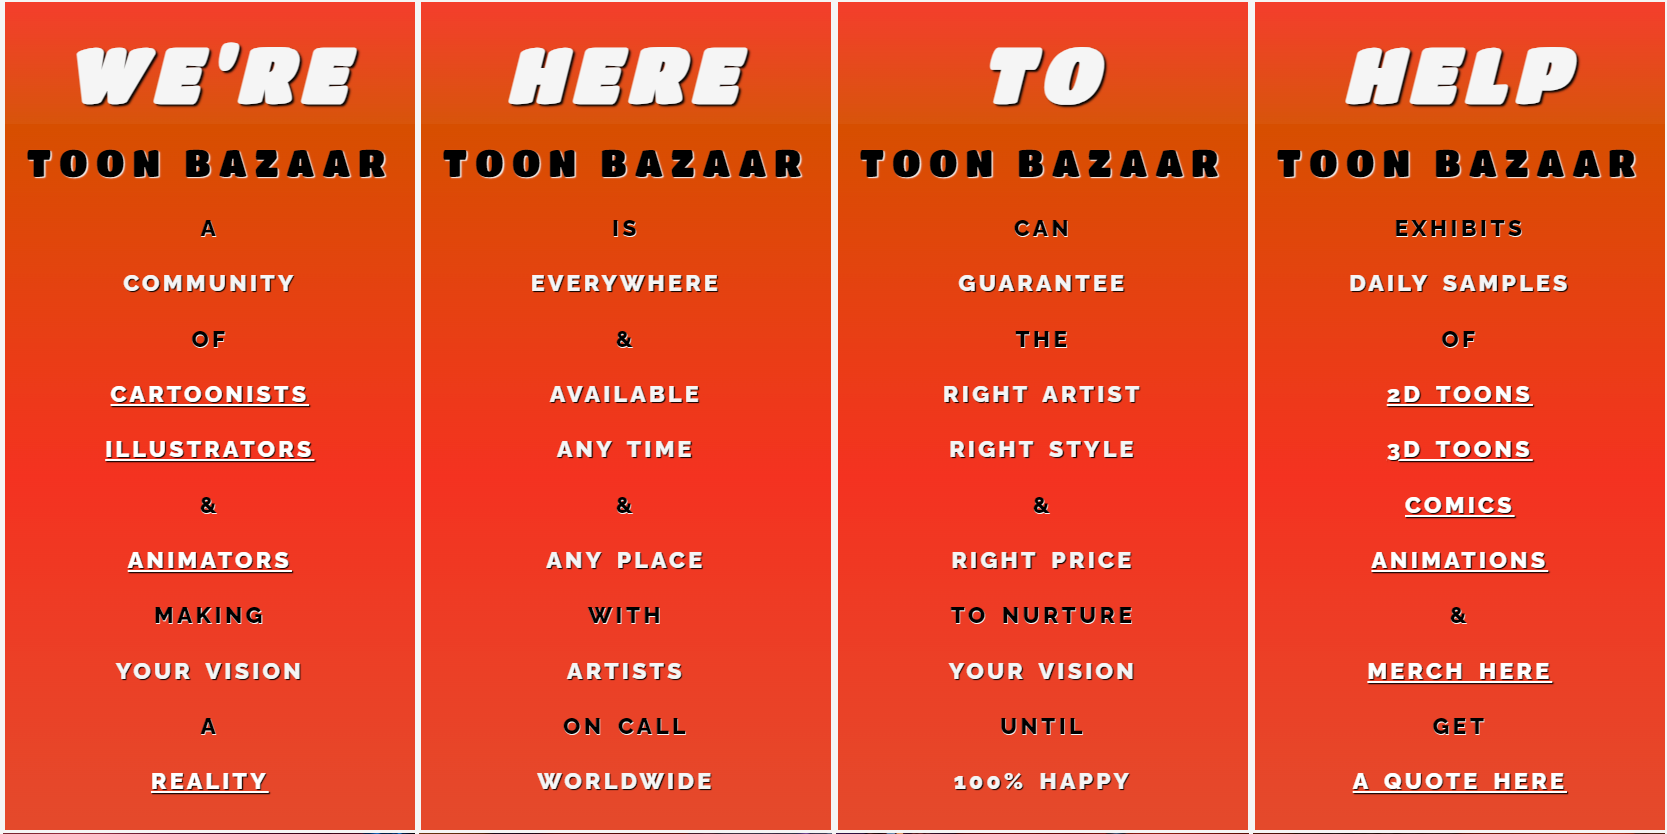 WE'RE
TOON BAZAAR
A
COMMUNITY
OF
CARTOONISTS
ILLUSTRATORS
&
ANIMATORS
MAKING
YOUR VISION
A
REALITY
HERE
TOON BAZAAR
IS
EVERYWHERE
&
AVAILABLE
ANY TIME
&
ANY PLACE
WITH
ARTISTS
ON CALL
WORLDWIDE
TO
TOON BAZAAR
CAN
GUARANTEE
THE
RIGHT ARTIST
RIGHT STYLE
&
RIGHT PRICE
TO NURTURE
YOUR VISION
UNTIL
100% HAPPY
HELP
TOON BAZAAR
EXHIBITS
DAILY SAMPLES
OF
2D TOONS
3D TOONS
COMICS
ANIMATIONS
&
MERCH HERE
GET
A QUOTE HERE